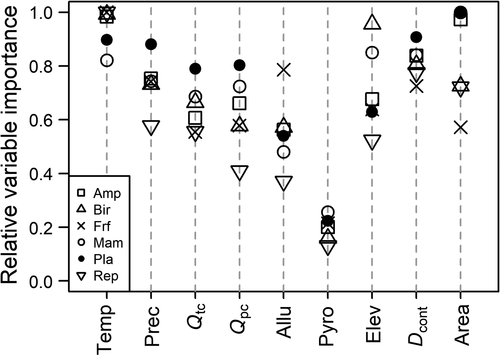 Relative variable importance
1.0
0.8
0.6
0.4
0.2
0.0
Amp
Bir
Frf
Mam
Pla
Rep
Temp
Prec
Qtc
Qpc
Allu
Pyro
Elev
Dcont
Area